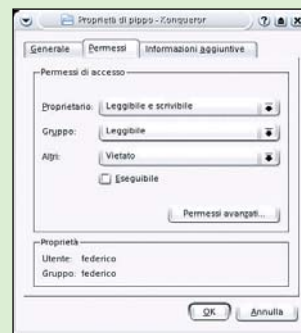 Proprietà di pippo - Konqueror
Generale Permessi Informazioni aggiuntive
Permessi di accesso
Proprietario: Leggibile e scrivibile
Gruppo: Leggibile
Altri: Vietato
Eseguibile
Permessi avanzati...
Proprietà
Utente: federico
Gruppo: federico
OK Annulla